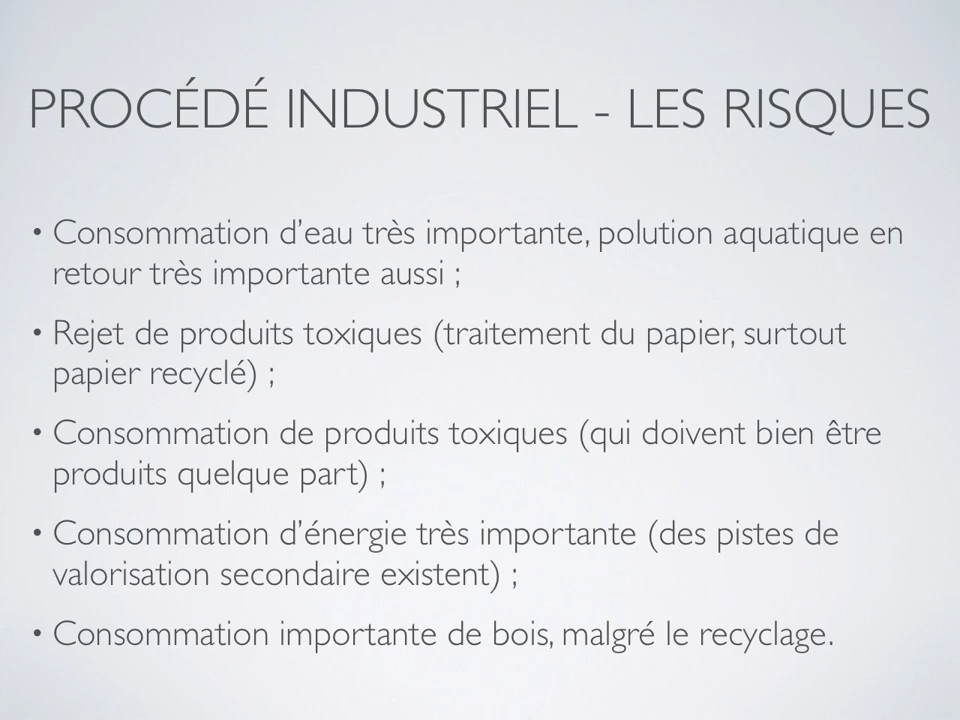 PROCÉDÉ INDUSTRIEL - LES RISQUES
• Consommation d’eau très importante, polution aquatique en
retour très importante aussi ;
• Rejet de produits toxiques (traitement du papier, surtout
papier recyclé) ;
• Consommation de produits toxiques (qui doivent bien être
produits quelque part) ;
• Consommation d’énergie très importante (des pistes de
valorisation secondaire existent) ;
• Consommation importante de bois, malgré le recyclage.